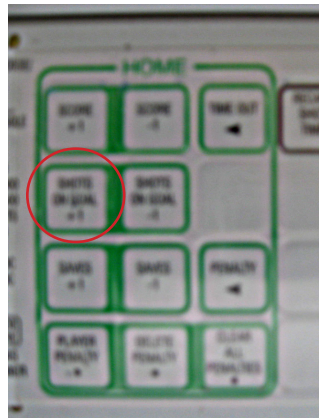 HOME
SCORE
+1
SCORE
-1
TIME OUT
◄
SHOTS
ON GOAL
+1
SHOTS
ON GOAL
-1
SAVES
+1
SAVES
-1
PENALTY
◄
PLAYER
PENALTY
DELETE
PENALTY
CLEAR
ALL
PENALTIES